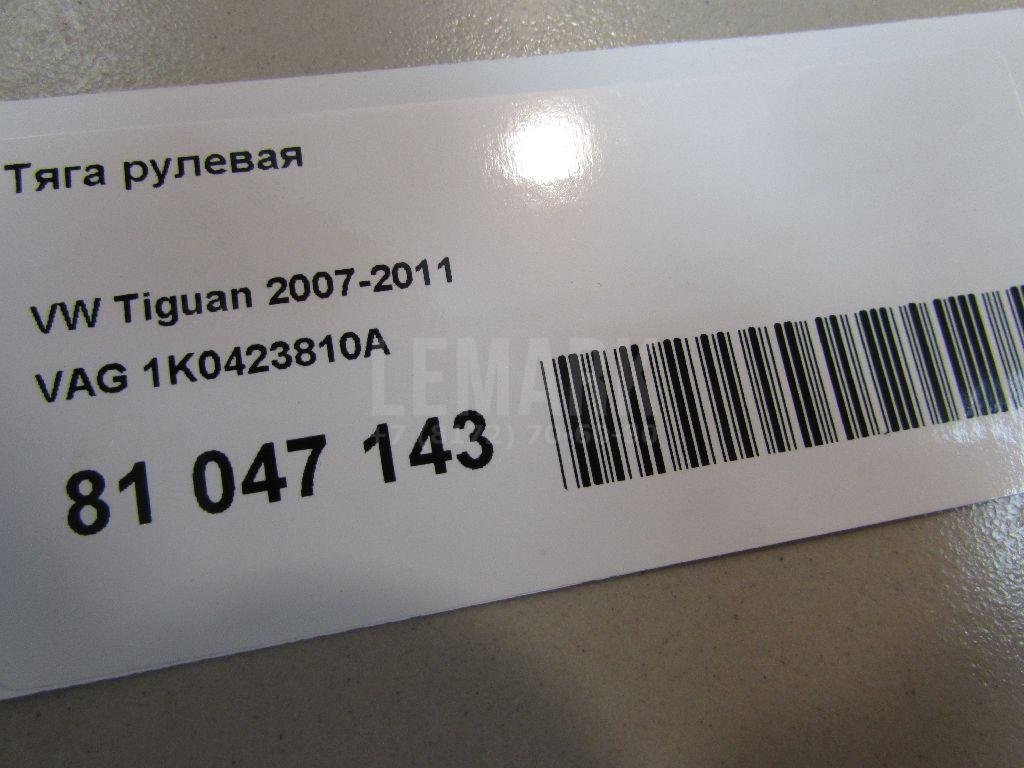 Тяга рулевая
VW Tiguan 2007-2011
VAG 1K0423810A
81 047 143